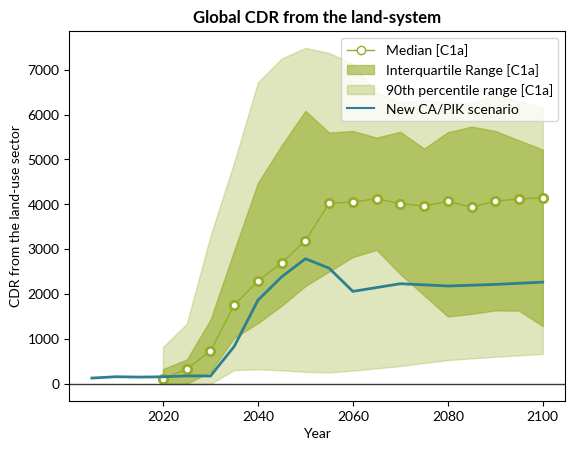 Global CDR from the land-system
Median [C1a]
Interquartile Range [C1a]
90th percentile range [C1a]
New CA/PIK scenario
CDR from the land-use sector
7000
6000
5000
4000
3000
2000
1000
0
2020 2040 2060 2080 2100
Year